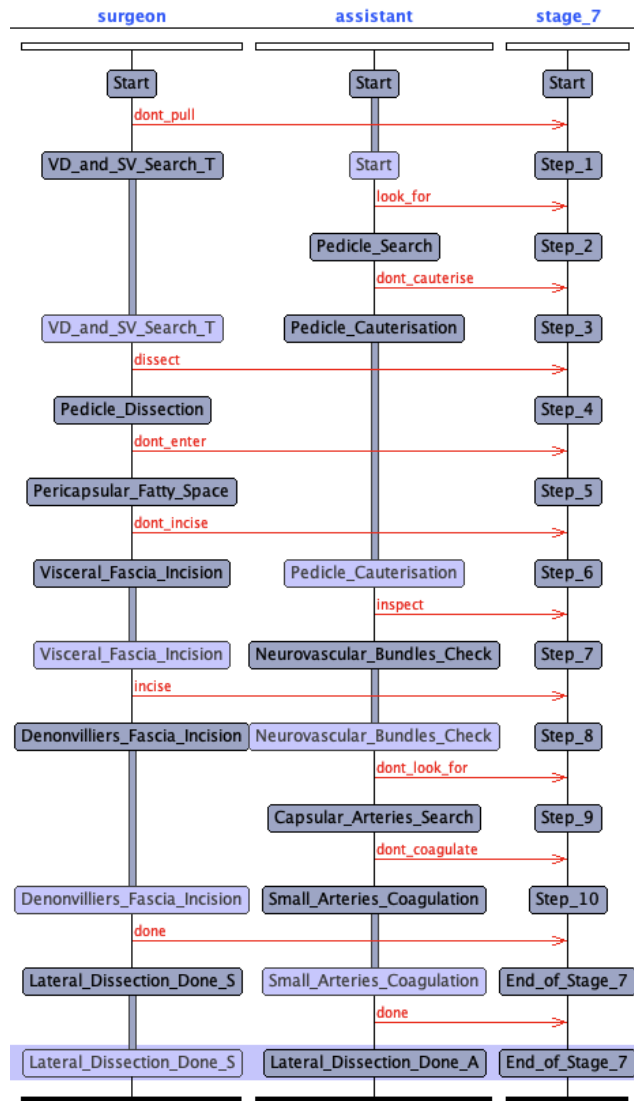 surgeon assistant stage_7
Start Start Start
dont_pull
VD_and_SV_Search_T Start Step_1
look_for
Pedicle_Search Step_2
dont_cauterise
VD_and_SV_Search_T Pedicle_Cauterisation Step_3
dissect
Pedicle_Dissection Step_4
dont_enter
Pericapsular_Fatty_Space Step_5
dont_incise
Visceral_Fascia_Incision Pedicle_Cauterisation Step_6
inspect
Visceral_Fascia_Incision Neurovascular_Bundles_Check Step_7
incise
Denonvilliers_Fascia_Incision Neurovascular_Bundles_Check Step_8
dont_look_for
Capsular_Arteries_Search Step_9
dont_coagulate
Denonvilliers_Fascia_Incision Small_Arteries_Coagulation Step_10
done
Lateral_Dissection_Done_S Small_Arteries_Coagulation End_of_Stage_7
done
Lateral_Dissection_Done_S Lateral_Dissection_Done_A End_of_Stage_7